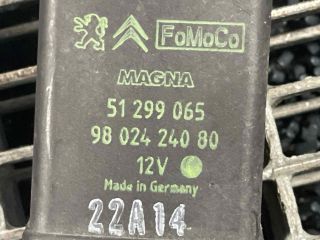 FoMoCo
MAGNA
51 299 065
98 024 240 80
12V
Made in Germany
22A14